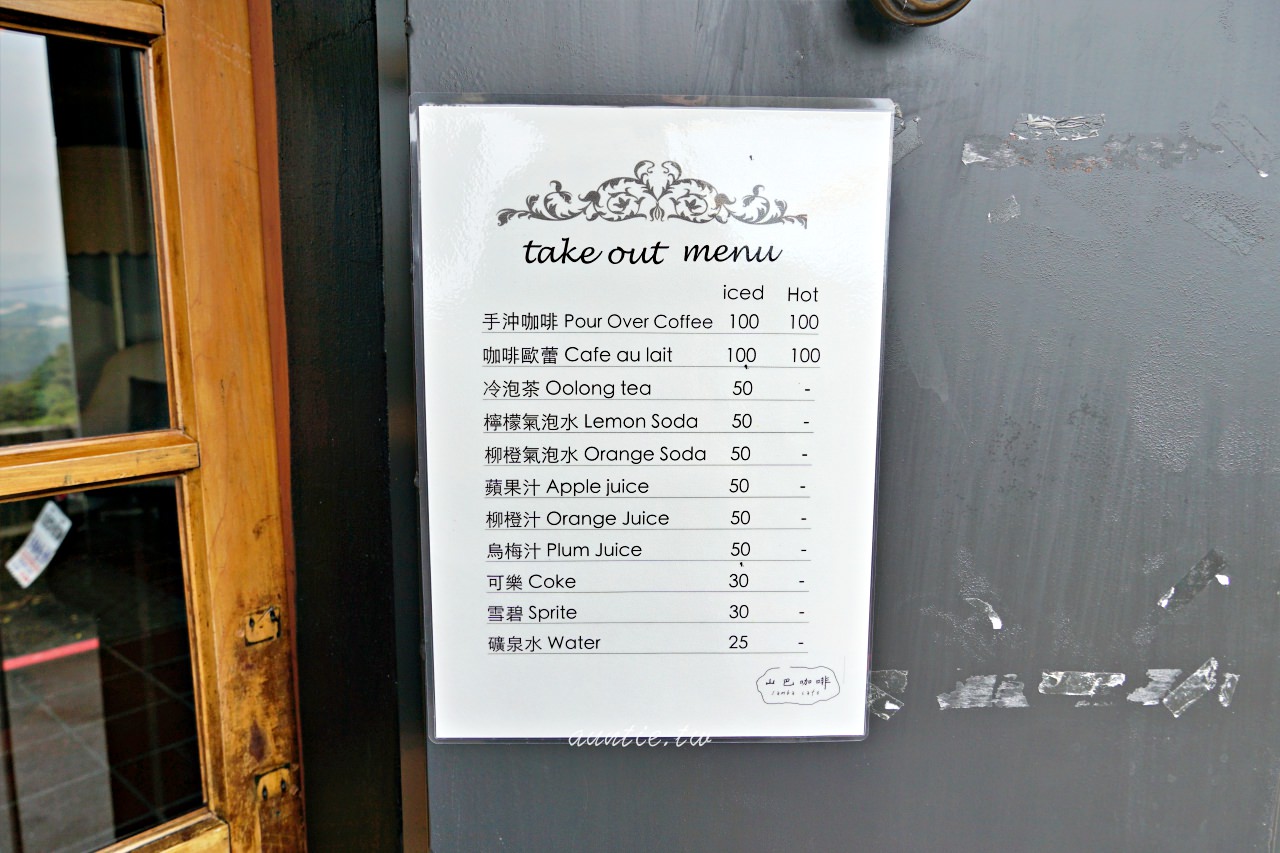 take out menu
iced Hot
手沖咖啡 Pour Over Coffee 100 100
咖啡歐蕾 Cafe au lait 100 100
冷泡茶 Oolong tea 50 -
檸檬氣泡水 Lemon Soda 50 -
柳橙氣泡水 Orange Soda 50 -
蘋果汁 Apple juice 50 -
柳橙汁 Orange Juice 50 -
烏梅汁 Plum Juice 50 -
可樂 Coke 30 -
雪碧 Sprite 30 -
礦泉水 Water 25 -
山巴咖啡
auntie.tw